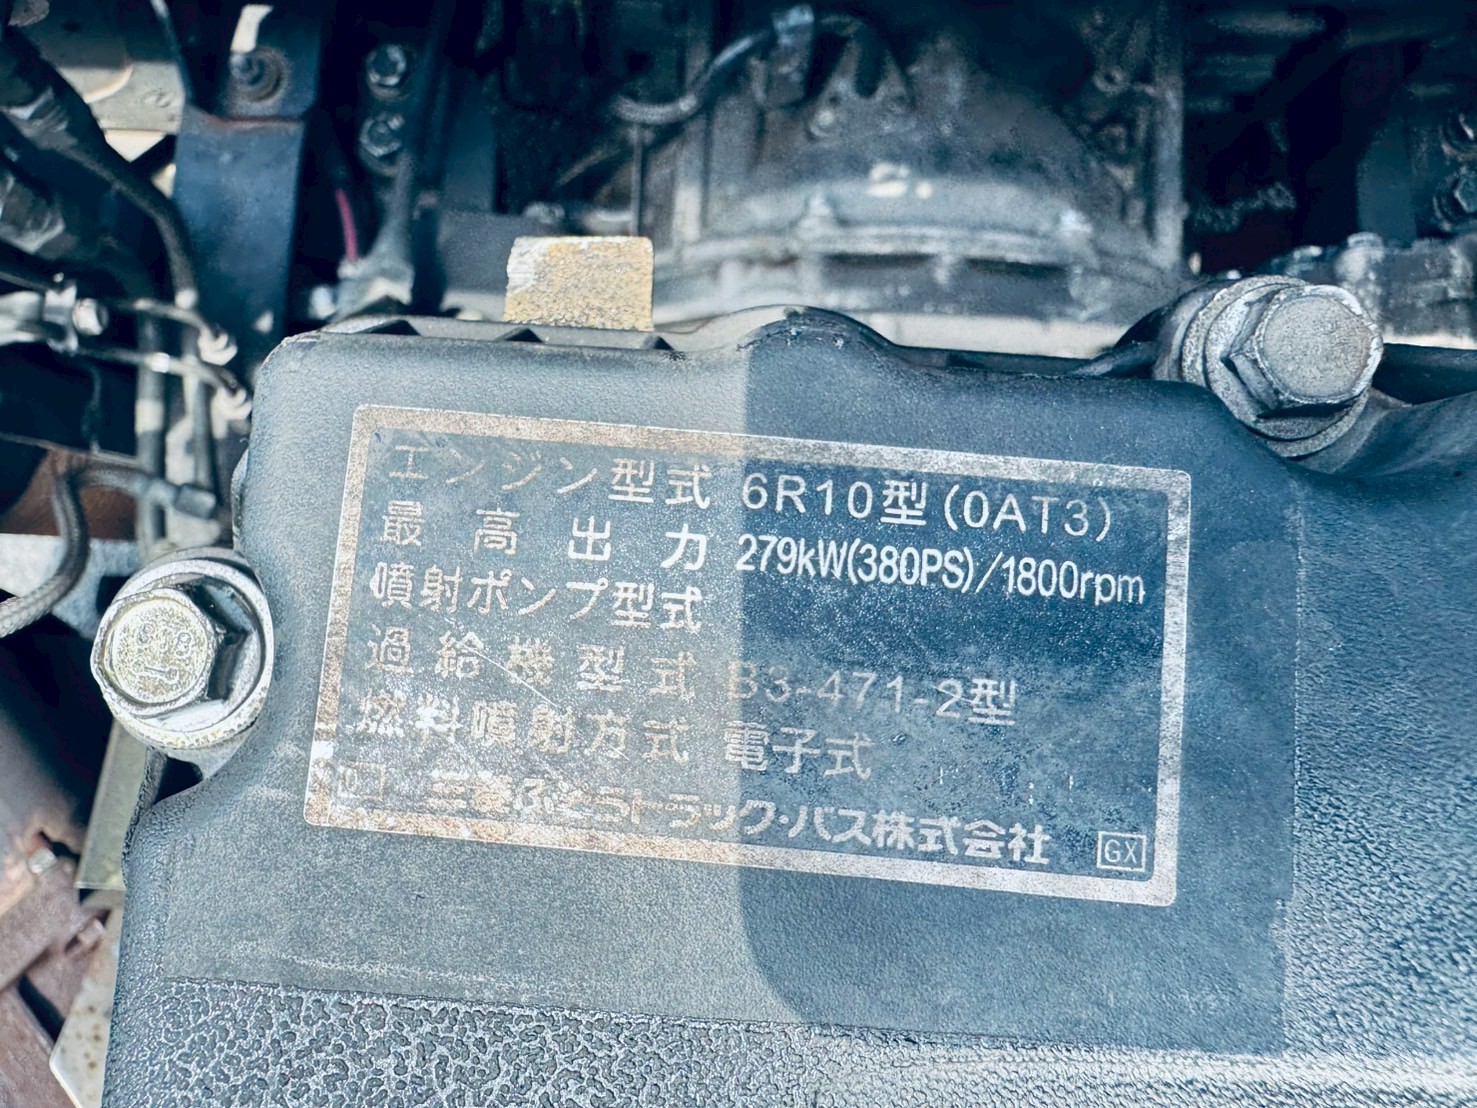 エンジン型式 6R10型(0AT3)
最高出力 279kW(380PS)/1800rpm
噴射ポンプ型式
過給機型式 B3-471-2型
燃料噴射方式 電子式
三菱ふそうトラック・バス株式会社 GX